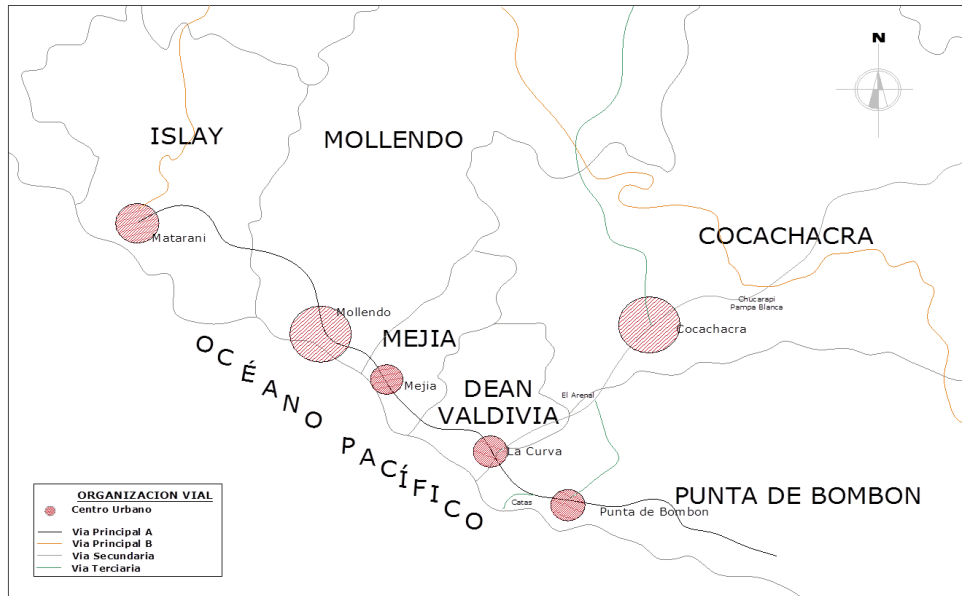 N
ISLAY
MOLLENDO
COCACHACRA
Matarani
Chucarapi
Pampa Blanca
Mollendo
Cocachacra
MEJIA
OCÉANO PACÍFICO
Mejia
DEAN
VALDIVIA
El Arenal
La Curva
PUNTA DE BOMBON
Catas
Punta de Bombon
ORGANIZACION VIAL
Centro Urbano
Via Principal A
Via Principal B
Via Secundaria
Via Terciaria